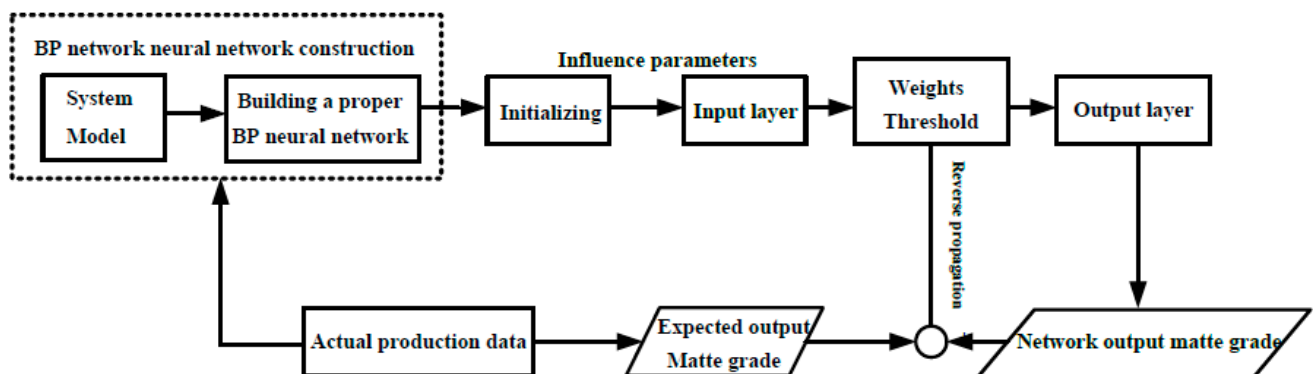 BP network neural network construction
System
Model
Building a proper
BP neural network
Influence parameters
Initializing
Input layer
Weights
Threshold
Output layer
Reverse propagation
Actual production data
Expected output
Matte grade
Network output matte grade